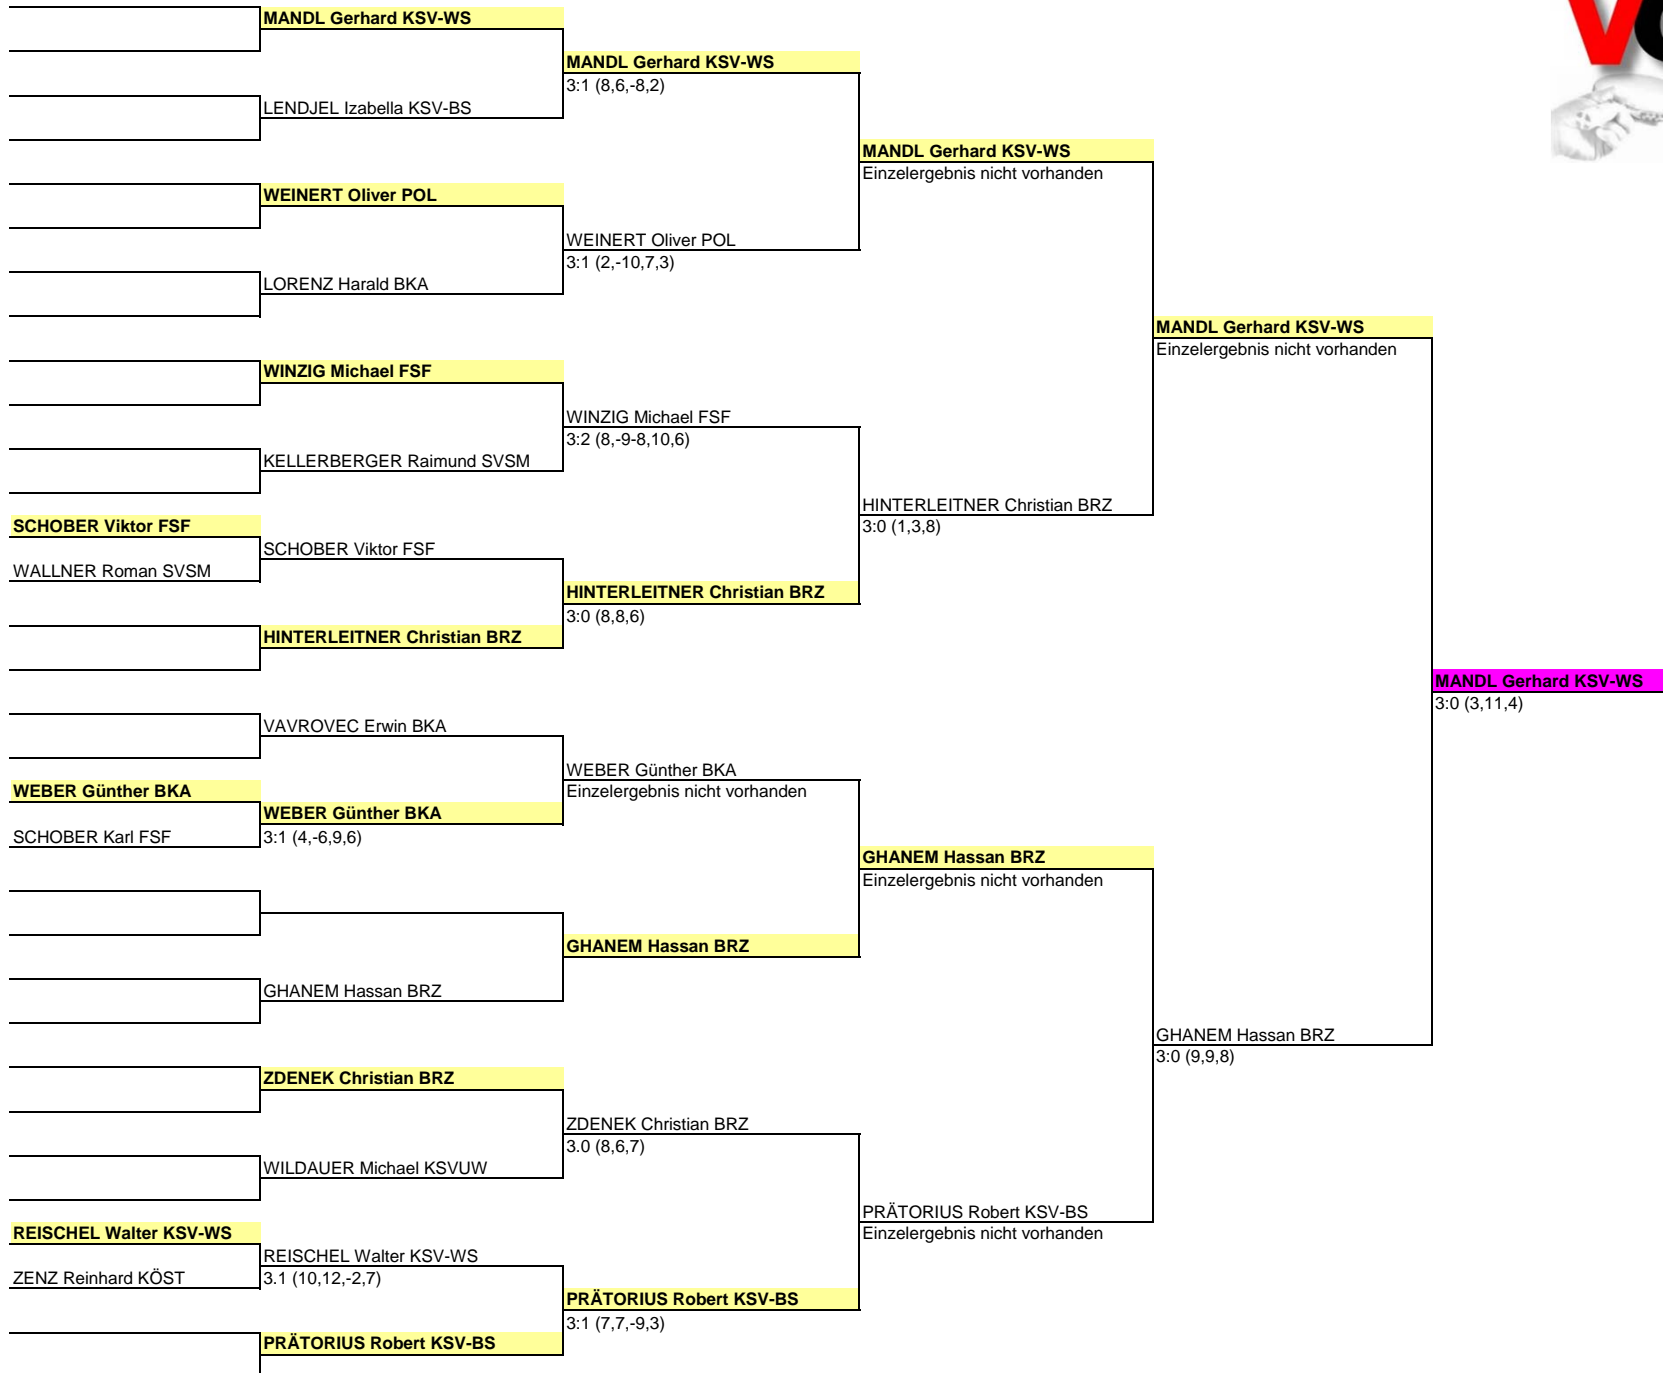 MANDL Gerhard KSV-WS
MANDL Gerhard KSV-WS
3:1 (8,6,-8,2)
LENDJEL Izabella KSV-BS
MANDL Gerhard KSV-WS
Einzelergebnis nicht vorhanden
WEINERT Oliver POL
WEINERT Oliver POL
3:1 (2,-10,7,3)
LORENZ Harald BKA
MANDL Gerhard KSV-WS
Einzelergebnis nicht vorhanden
WINZIG Michael FSF
WINZIG Michael FSF
3:2 (8,-9-8,10,6)
KELLERBERGER Raimund SVSM
HINTERLEITNER Christian BRZ
3:0 (1,3,8)
SCHOBER Viktor FSF
SCHOBER Viktor FSF
WALLNER Roman SVSM
HINTERLEITNER Christian BRZ
3:0 (8,8,6)
HINTERLEITNER Christian BRZ
MANDL Gerhard KSV-WS
3:0 (3,11,4)
VAVROVEC Erwin BKA
WEBER Günther BKA
Einzelergebnis nicht vorhanden
WEBER Günther BKA
WEBER Günther BKA
SCHOBER Karl FSF
3:1 (4,-6,9,6)
GHANEM Hassan BRZ
Einzelergebnis nicht vorhanden
GHANEM Hassan BRZ
GHANEM Hassan BRZ
GHANEM Hassan BRZ
3:0 (9,9,8)
ZDENEK Christian BRZ
ZDENEK Christian BRZ
3.0 (8,6,7)
WILDAUER Michael KSVUW
PRÄTORIUS Robert KSV-BS
Einzelergebnis nicht vorhanden
REISCHEL Walter KSV-WS
REISCHEL Walter KSV-WS
ZENZ Reinhard KÖST
3.1 (10,12,-2,7)
PRÄTORIUS Robert KSV-BS
3:1 (7,7,-9,3)
PRÄTORIUS Robert KSV-BS